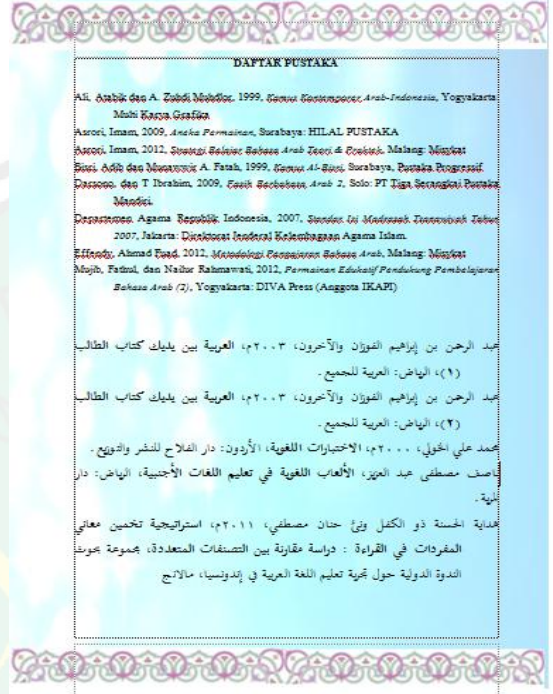 DAFTAR PUSTAKA
Ali, Atabik dan A. Zuhdi Muhdlor, 1999, Kamus Kontemporer Arab-Indonesia, Yogyakarta
Multi Karya Grafika
Asrori, Imam, 2009, Aneka Permainan, Surabaya: HILAL PUSTAKA
Asrori, Imam, 2012, Strategi Belajar Bahasa Arab Teori & Praktek, Malang: Misykat
Bisri, Adib dan Munawwir A. Fatah, 1999, Kamus Al-Bisri, Surabaya, Pustaka Progressif.
Darsono, dan T Ibrahim, 2009, Fasih Berbahasa Arab 2, Solo: PT Tiga Serangkai Pustaka
Mandiri.
Departemen Agama Republik Indonesia, 2007, Standar Isi Madrasah Tsanawiyah Tahun
2007, Jakarta: Direktorat Jenderal Kelembagaan Agama Islam.
Effendy, Ahmad Fuad, 2012, Metodologi Pengajaran Bahasa Arab, Malang: Misykat
Mujib, Fathul, dan Nailur Rahmawati, 2012, Permainan Edukatif Pendukung Pembelajaran
Bahasa Arab (2), Yogyakarta: DIVA Press (Anggota IKAPI)
عبد الرحمن بن إبراهيم الفوزان والآخرون، ٢٠٠٣م، العربية بين يديك كتاب الطالب
(١)، الرياض: العربية للجميع.
عبد الرحمن بن إبراهيم الفوزان والآخرون، ٢٠٠٣م، العربية بين يديك كتاب الطالب
(٢)، الرياض: العربية للجميع.
محمد علي الخولي، ٢٠٠٠م، الاختبارات اللغوية، الأردون: دار الفلاح للنشر والتوزيع.
ناصف مصطفى عبد العزيز، الألعاب اللغوية في تعليم اللغات الأجنبية، الرياض: دار
هداية الحسنة ذو الكفل ونئ حنان مصطفي، ٢٠١١م، استراتيجية تخمين معاني
المفردات في القراءة : دراسة مقارنة بين التصنفات المتعددة، مجموعة بحوث
الندوة الدولية حول تجربة تعليم اللغة العربية في إندونسيا، مالانج